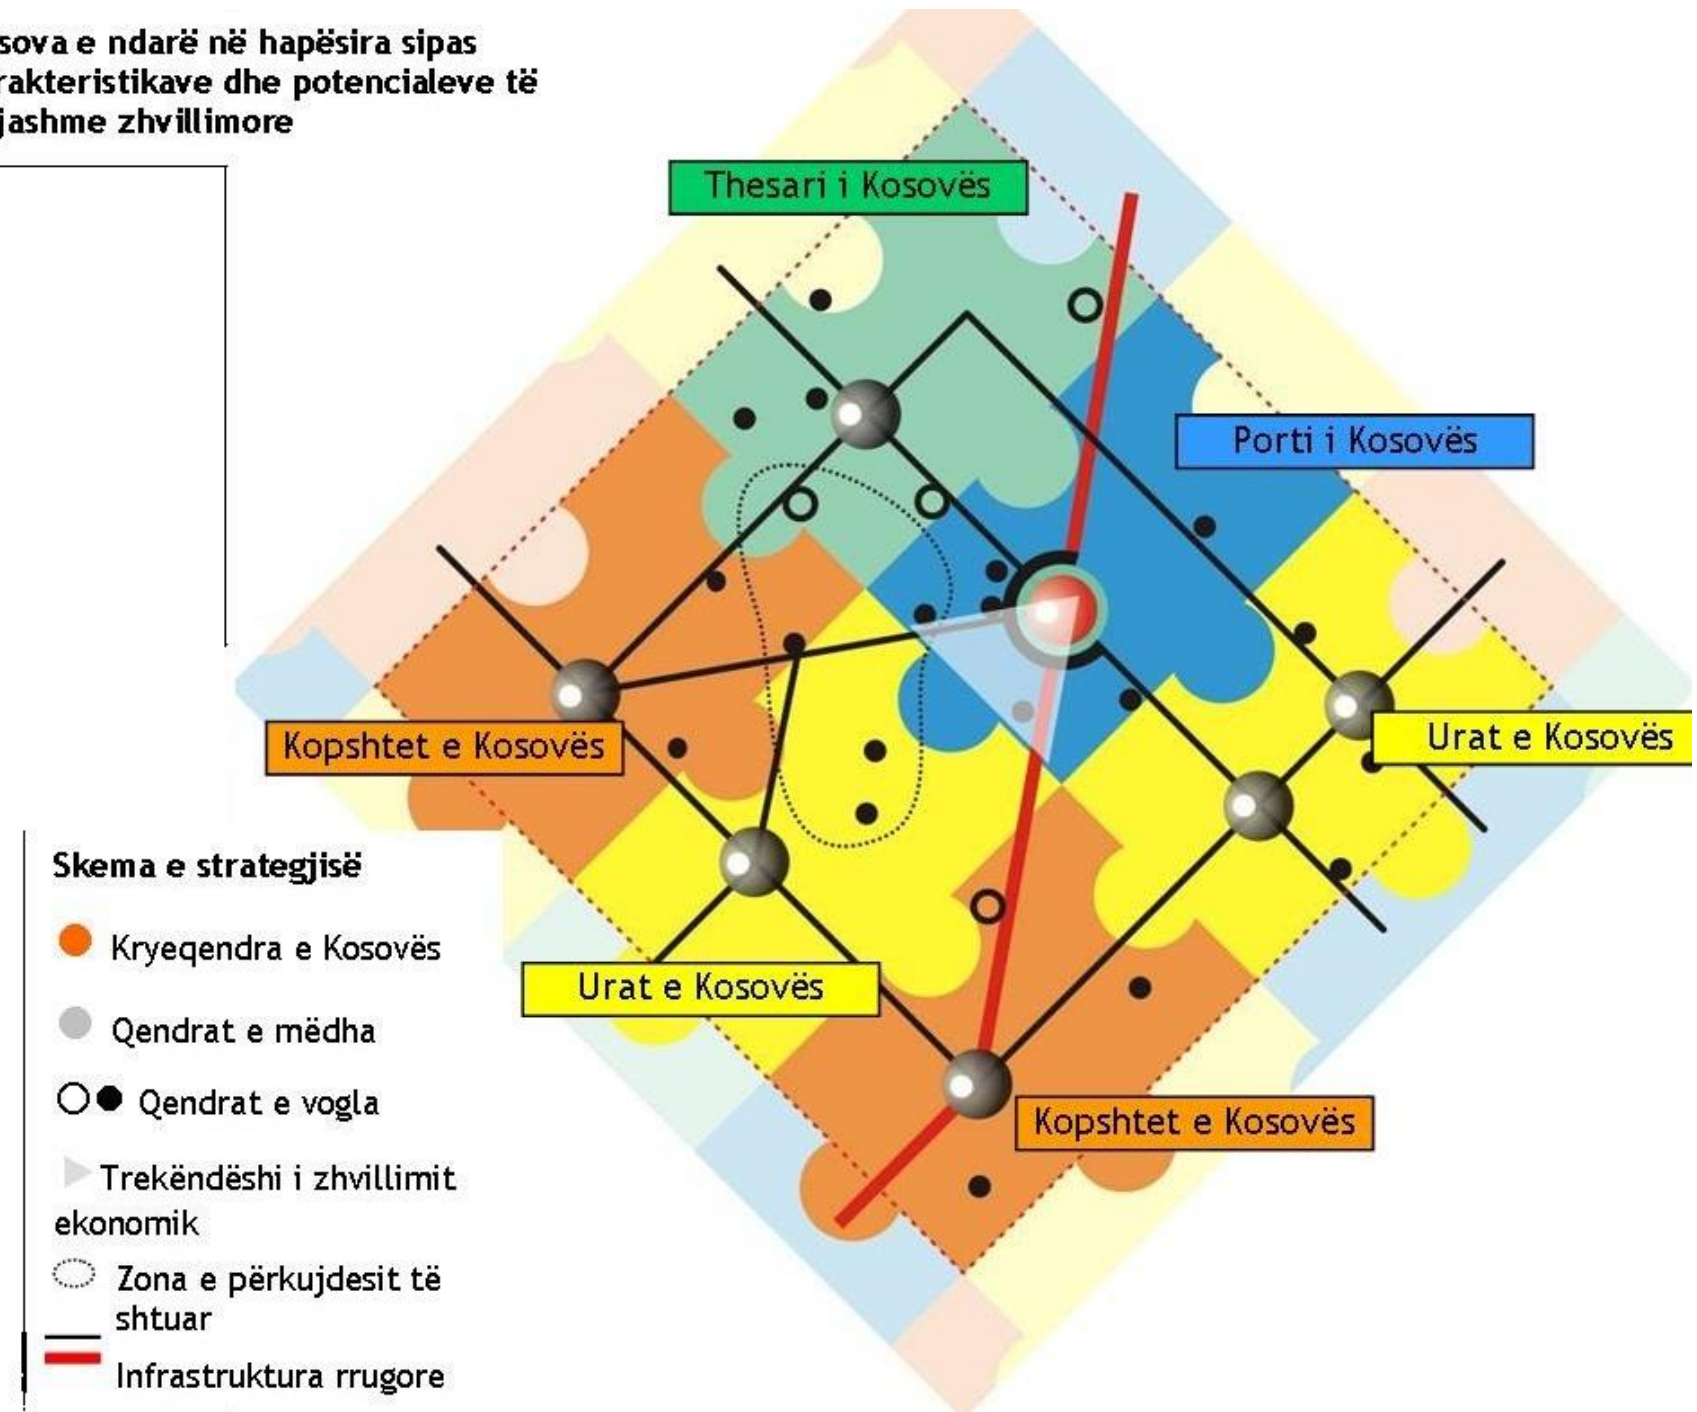 sova e ndarë në hapësira sipas
rakteristikave dhe potencialeve të
jashme zhvillimore
Thesari i Kosovës
Porti i Kosovës
Urat e Kosovës
Kopshtet e Kosovës
Urat e Kosovës
Kopshtet e Kosovës
Skema e strategjisë
Kryeqendra e Kosovës
Qendrat e mëdha
Qendrat e vogla
Trekëndëshi i zhvillimit
ekonomik
Zona e përkujdesit të
shtuar
Infrastruktura rrugore